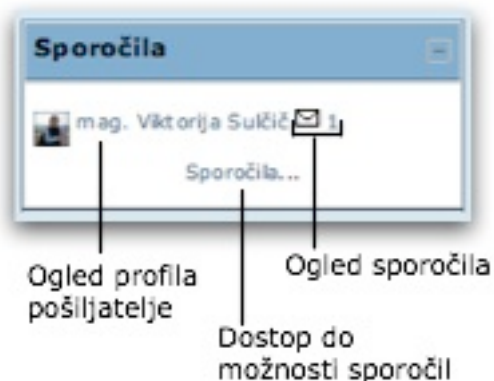 Sporočila
mag. Viktorija Sulčič 1
Sporočila...
Ogled profila
pošiljatelje
Ogled sporočila
Dostop do
možnosti sporočil